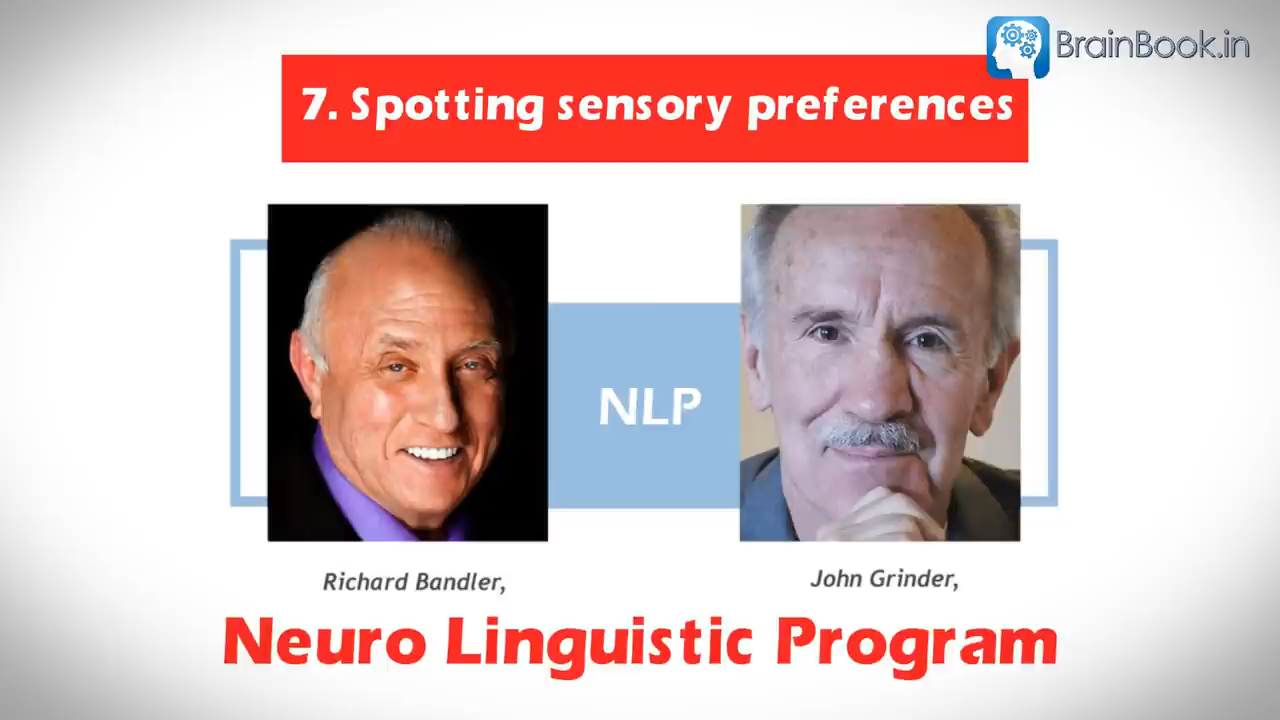 BrainBook.in
7. Spotting sensory preferences
NLP
Richard Bandler,
John Grinder,
Neuro Linguistic Program